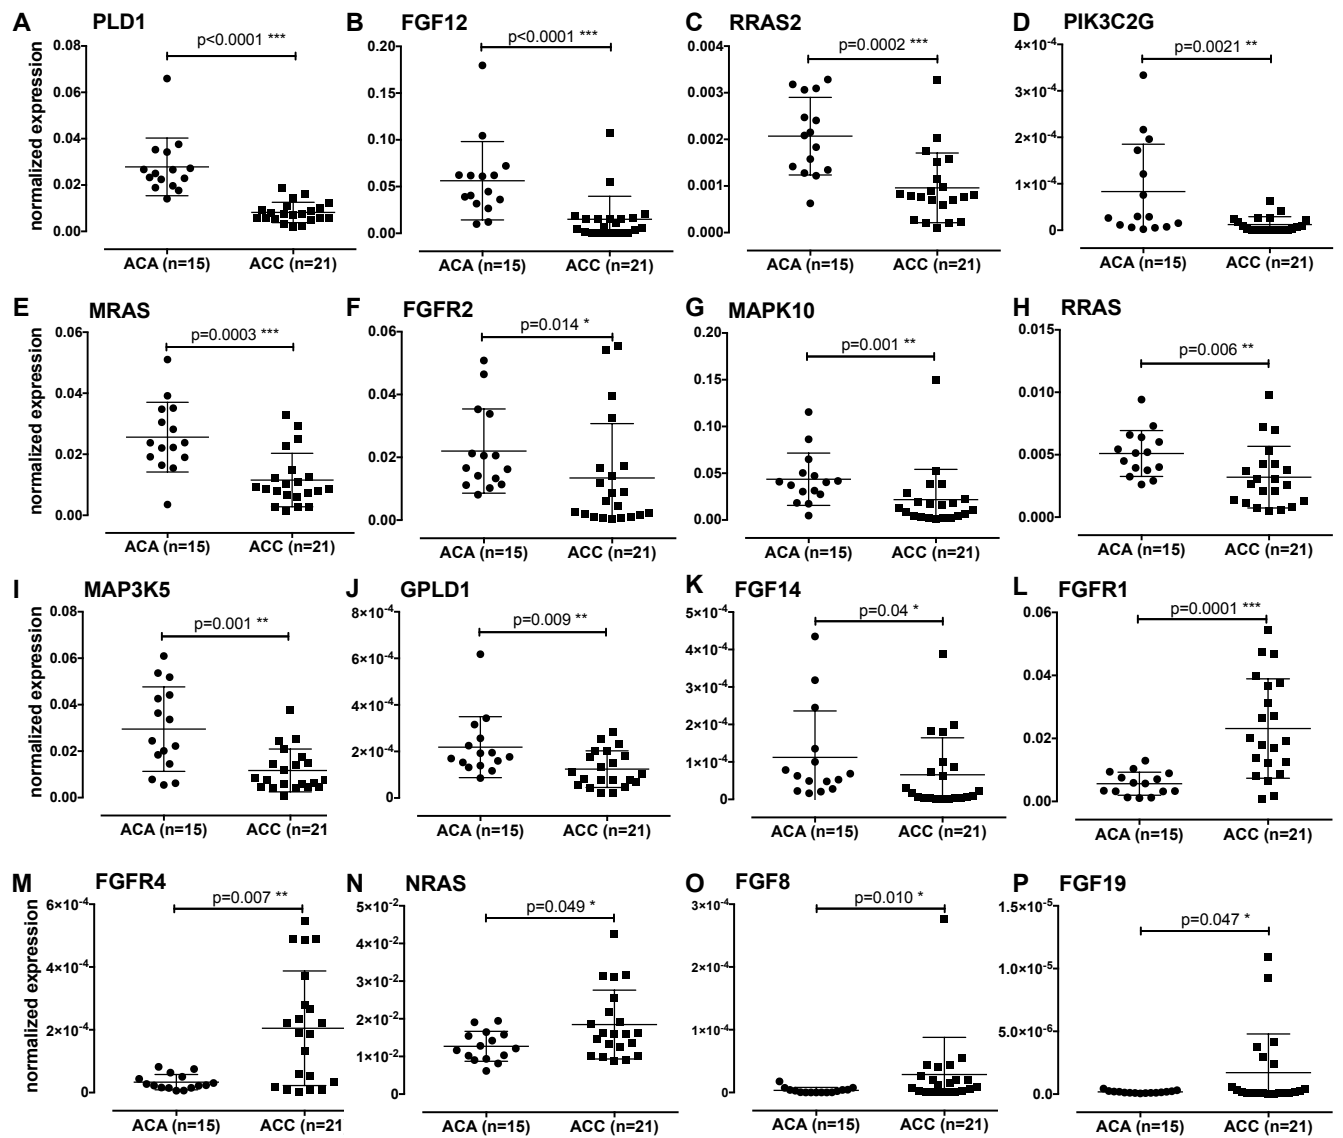 A PLD1
p<0.0001 ***
normalized expression
0.08
0.06
0.04
0.02
0.00
ACA (n=15) ACC (n=21)
B FGF12
p<0.0001 ***
0.20
0.15
0.10
0.05
0.00
ACA (n=15) ACC (n=21)
C RRAS2
p=0.0002 ***
0.004
0.003
0.002
0.001
0.000
ACA (n=15) ACC (n=21)
D PIK3C2G
p=0.0021 **
4×10⁻⁴
3×10⁻⁴
2×10⁻⁴
1×10⁻⁴
0
ACA (n=15) ACC (n=21)
E MRAS
p=0.0003 ***
normalized expression
0.06
0.04
0.02
0.00
ACA (n=15) ACC (n=21)
F FGFR2
p=0.014 *
0.06
0.04
0.02
0.00
ACA (n=15) ACC (n=21)
G MAPK10
p=0.001 **
0.20
0.15
0.10
0.05
0.00
ACA (n=15) ACC (n=21)
H RRAS
p=0.006 **
0.015
0.010
0.005
0.000
ACA (n=15) ACC (n=21)
I MAP3K5
p=0.001 **
normalized expression
0.08
0.06
0.04
0.02
0.00
ACA (n=15) ACC (n=21
J GPLD1
p=0.009 **
8×10⁻⁴
6×10⁻⁴
4×10⁻⁴
2×10⁻⁴
0
ACA (n=15) ACC (n=21)
K FGF14
p=0.04 *
5×10⁻⁴
4×10⁻⁴
3×10⁻⁴
2×10⁻⁴
1×10⁻⁴
0
ACA (n=15) ACC (n=21)
L FGFR1
p=0.0001 ***
0.06
0.04
0.02
0.00
ACA (n=15) ACC (n=21)
M FGFR4
p=0.007 **
normalized expression
6×10⁻⁴
4×10⁻⁴
2×10⁻⁴
0
ACA (n=15) ACC (n=21
N NRAS
p=0.049 *
5×10⁻²
4×10⁻²
3×10⁻²
2×10⁻²
1×10⁻²
0
ACA (n=15) ACC (n=21)
O FGF8
p=0.010 *
3×10⁻⁴
2×10⁻⁴
1×10⁻⁴
0
ACA (n=15) ACC (n=21)
P FGF19
p=0.047 *
1.5×10⁻⁵
1.0×10⁻⁵
5.0×10⁻⁶
0.0
ACA (n=15) ACC (n=21)